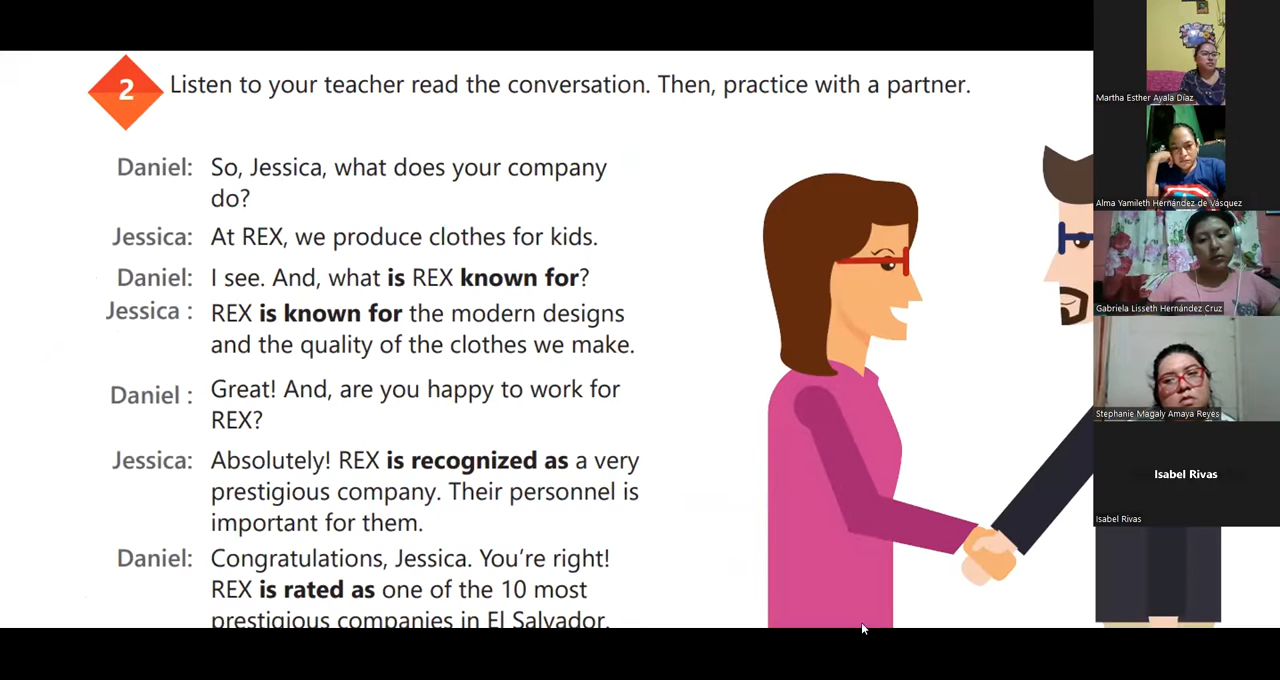 2
Listen to your teacher read the conversation. Then, practice with a partner.
Daniel: So, Jessica, what does your company
do?
Jessica: At REX, we produce clothes for kids.
Daniel: I see. And, what is REX known for?
Jessica : REX is known for the modern designs
and the quality of the clothes we make.
Daniel : Great! And, are you happy to work for
REX?
Jessica: Absolutely! REX is recognized as a very
prestigious company. Their personnel is
important for them.
Daniel: Congratulations, Jessica. You’re right!
REX is rated as one of the 10 most
prestigious companies in El Salvador.
Martha Esther Ayala Díaz
Alma Yamileth Hernández de Vásquez
Gabriela Lisseth Hernández Cruz
Stephanie Magaly Amaya Reyes
Isabel Rivas
Isabel Rivas